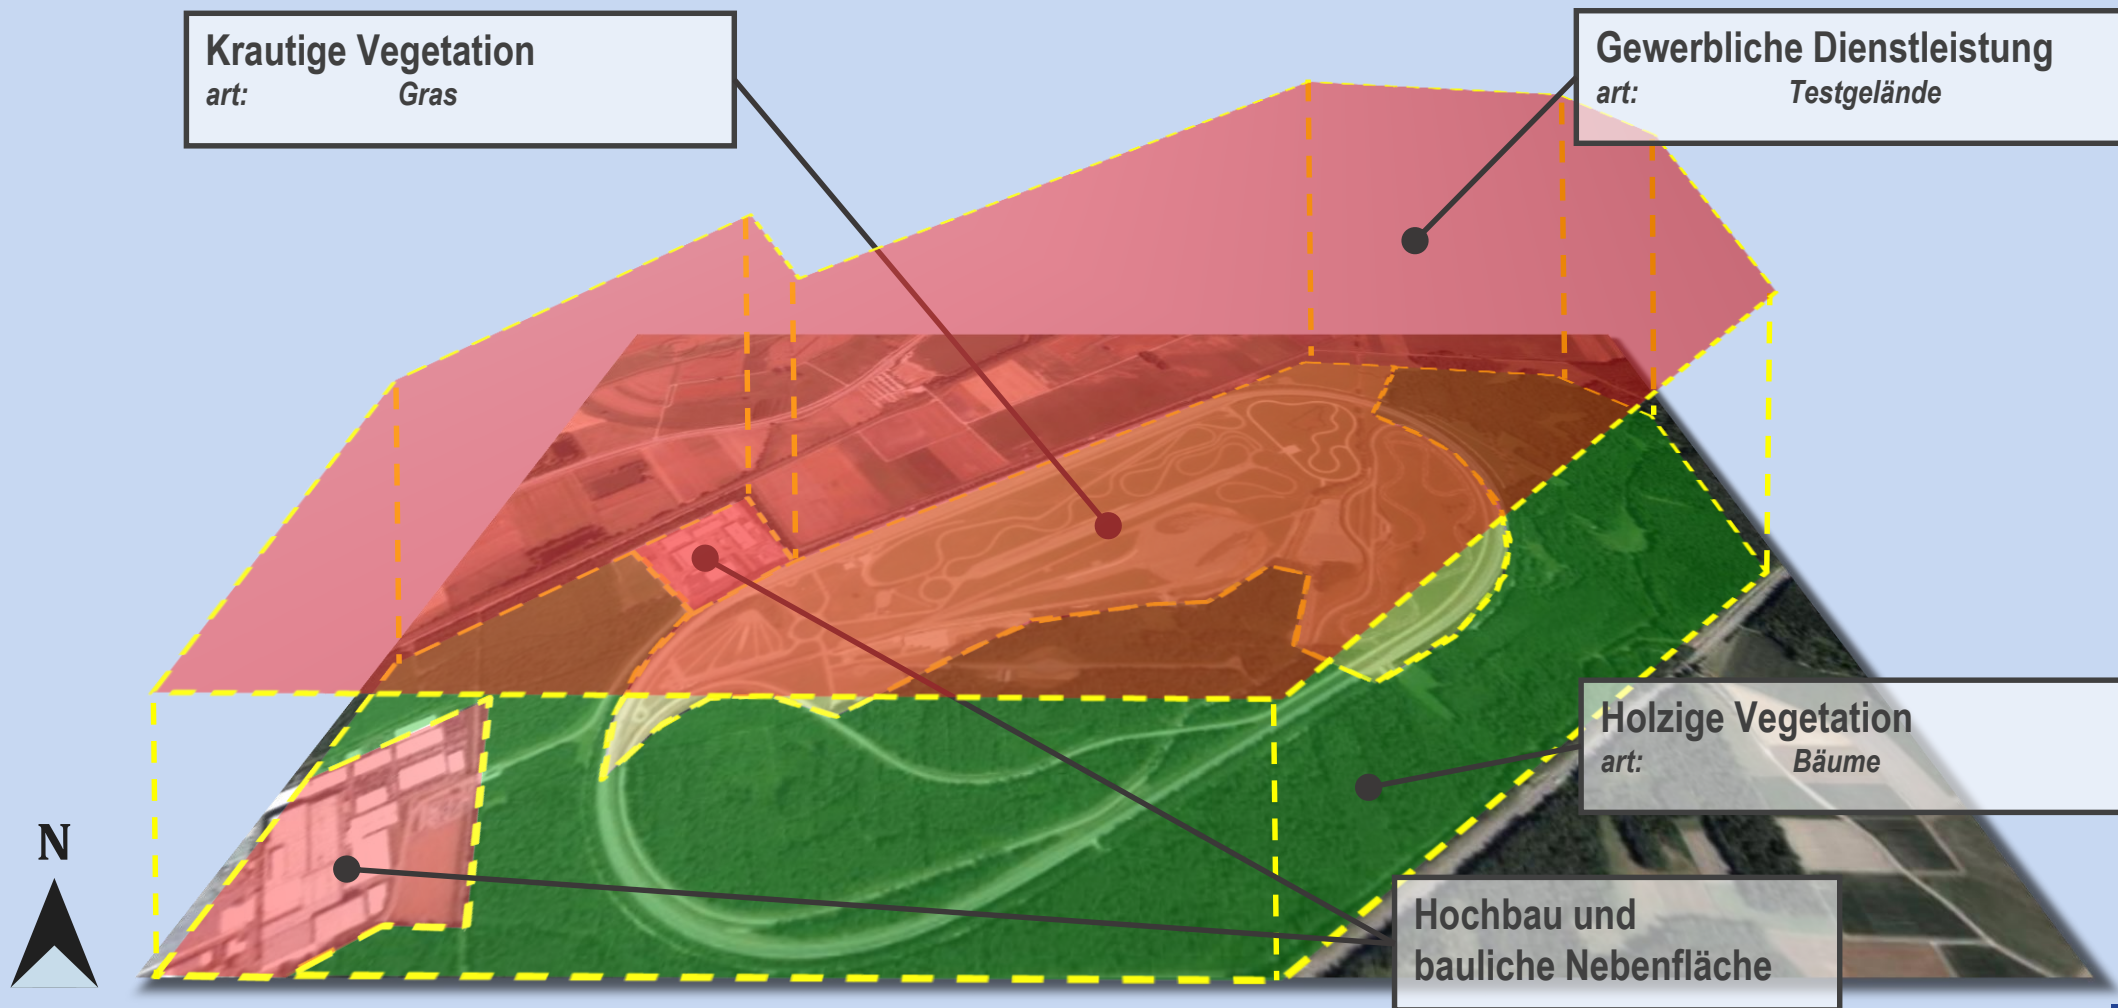 Krautige Vegetation
art: Gras
Gewerbliche Dienstleistung
art: Testgelände
Holzige Vegetation
art: Bäume
N
Hochbau und
bauliche Nebenfläche